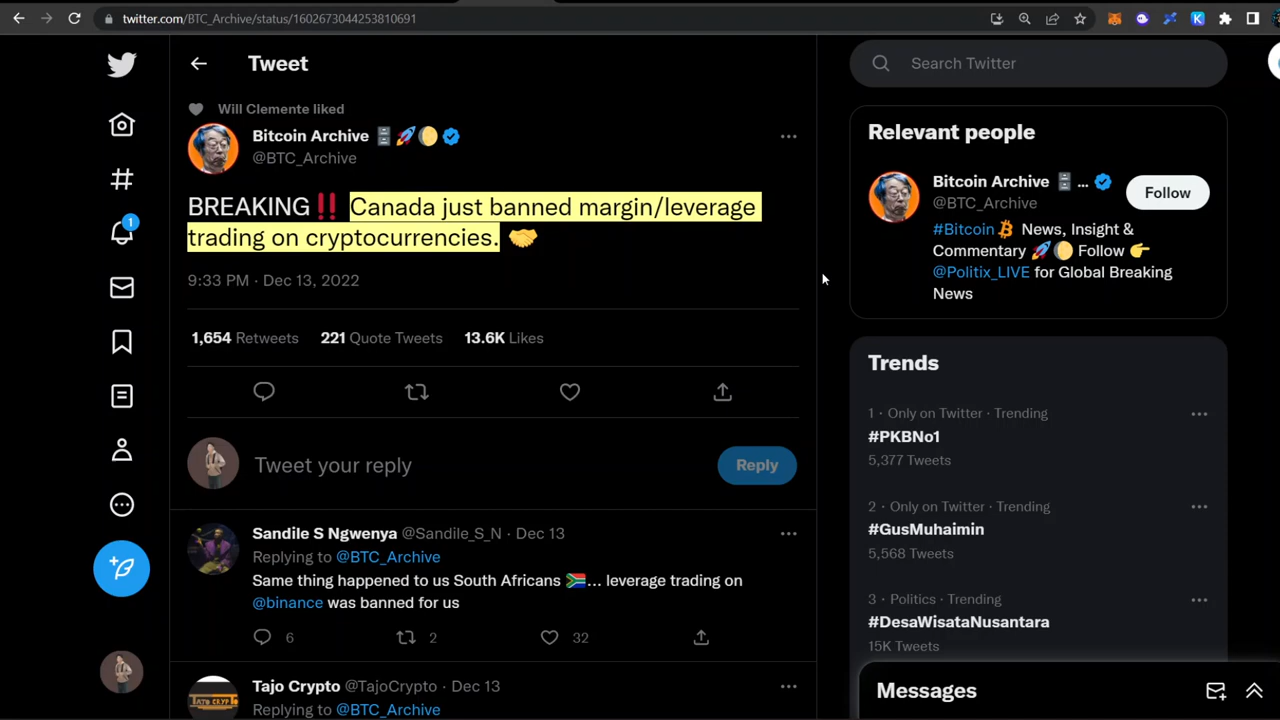 twitter.com/BTC_Archive/status/1602673044253810691
Tweet
Will Clemente liked
Bitcoin Archive 🗄️🚀🌔
@BTC_Archive
BREAKING‼️ Canada just banned margin/leverage
trading on cryptocurrencies. 🤝
9:33 PM · Dec 13, 2022
1,654 Retweets 221 Quote Tweets 13.6K Likes
Tweet your reply
Reply
Sandile S Ngwenya @Sandile_S_N · Dec 13
Replying to @BTC_Archive
Same thing happened to us South Africans 🇿🇦... leverage trading on
@binance was banned for us
6 2 32
Tajo Crypto @TajoCrypto · Dec 13
Replying to @BTC_Archive
1
Search Twitter
Relevant people
Bitcoin Archive 🗄️ ...
@BTC_Archive
Follow
#Bitcoin News, Insight &
Commentary 🚀🌔 Follow 👉
@Politix_LIVE for Global Breaking
News
Trends
1 · Only on Twitter · Trending
#PKBNo1
5,377 Tweets
2 · Only on Twitter · Trending
#GusMuhaimin
5,568 Tweets
3 · Politics · Trending
#DesaWisataNusantara
15K Tweets
Messages